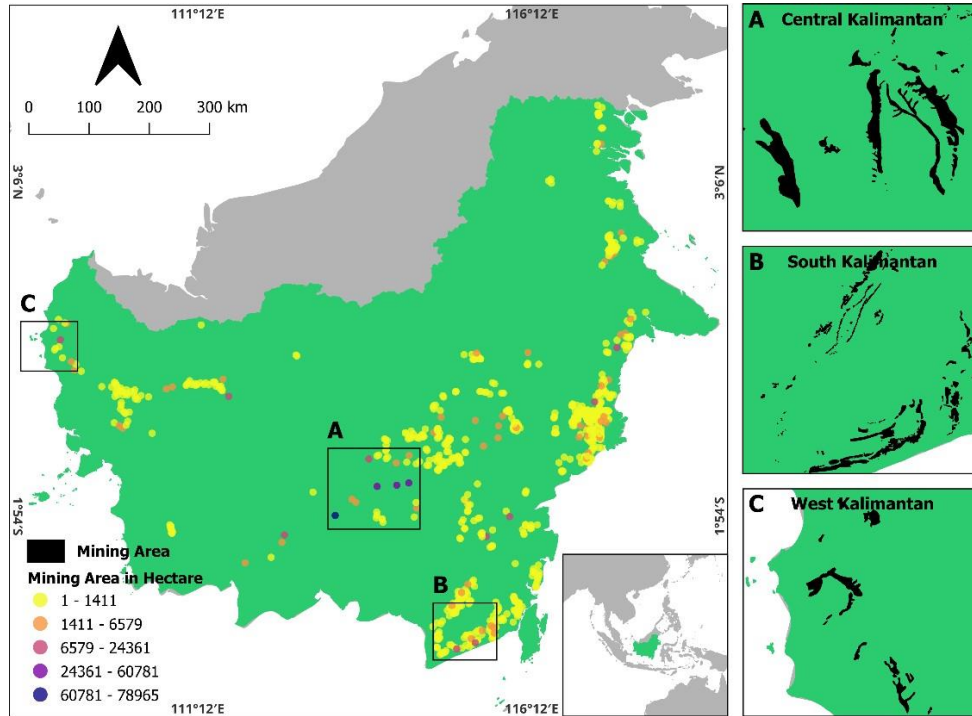 111°12'E
116°12'E
0 100 200 300 km
3°6'N
3°6'N
C
A
1°54'S
1°54'S
B
Mining Area
Mining Area in Hectare
1 - 1411
1411 - 6579
6579 - 24361
24361 - 60781
60781 - 78965
111°12'E
116°12'E
A Central Kalimantan
B South Kalimantan
C West Kalimantan